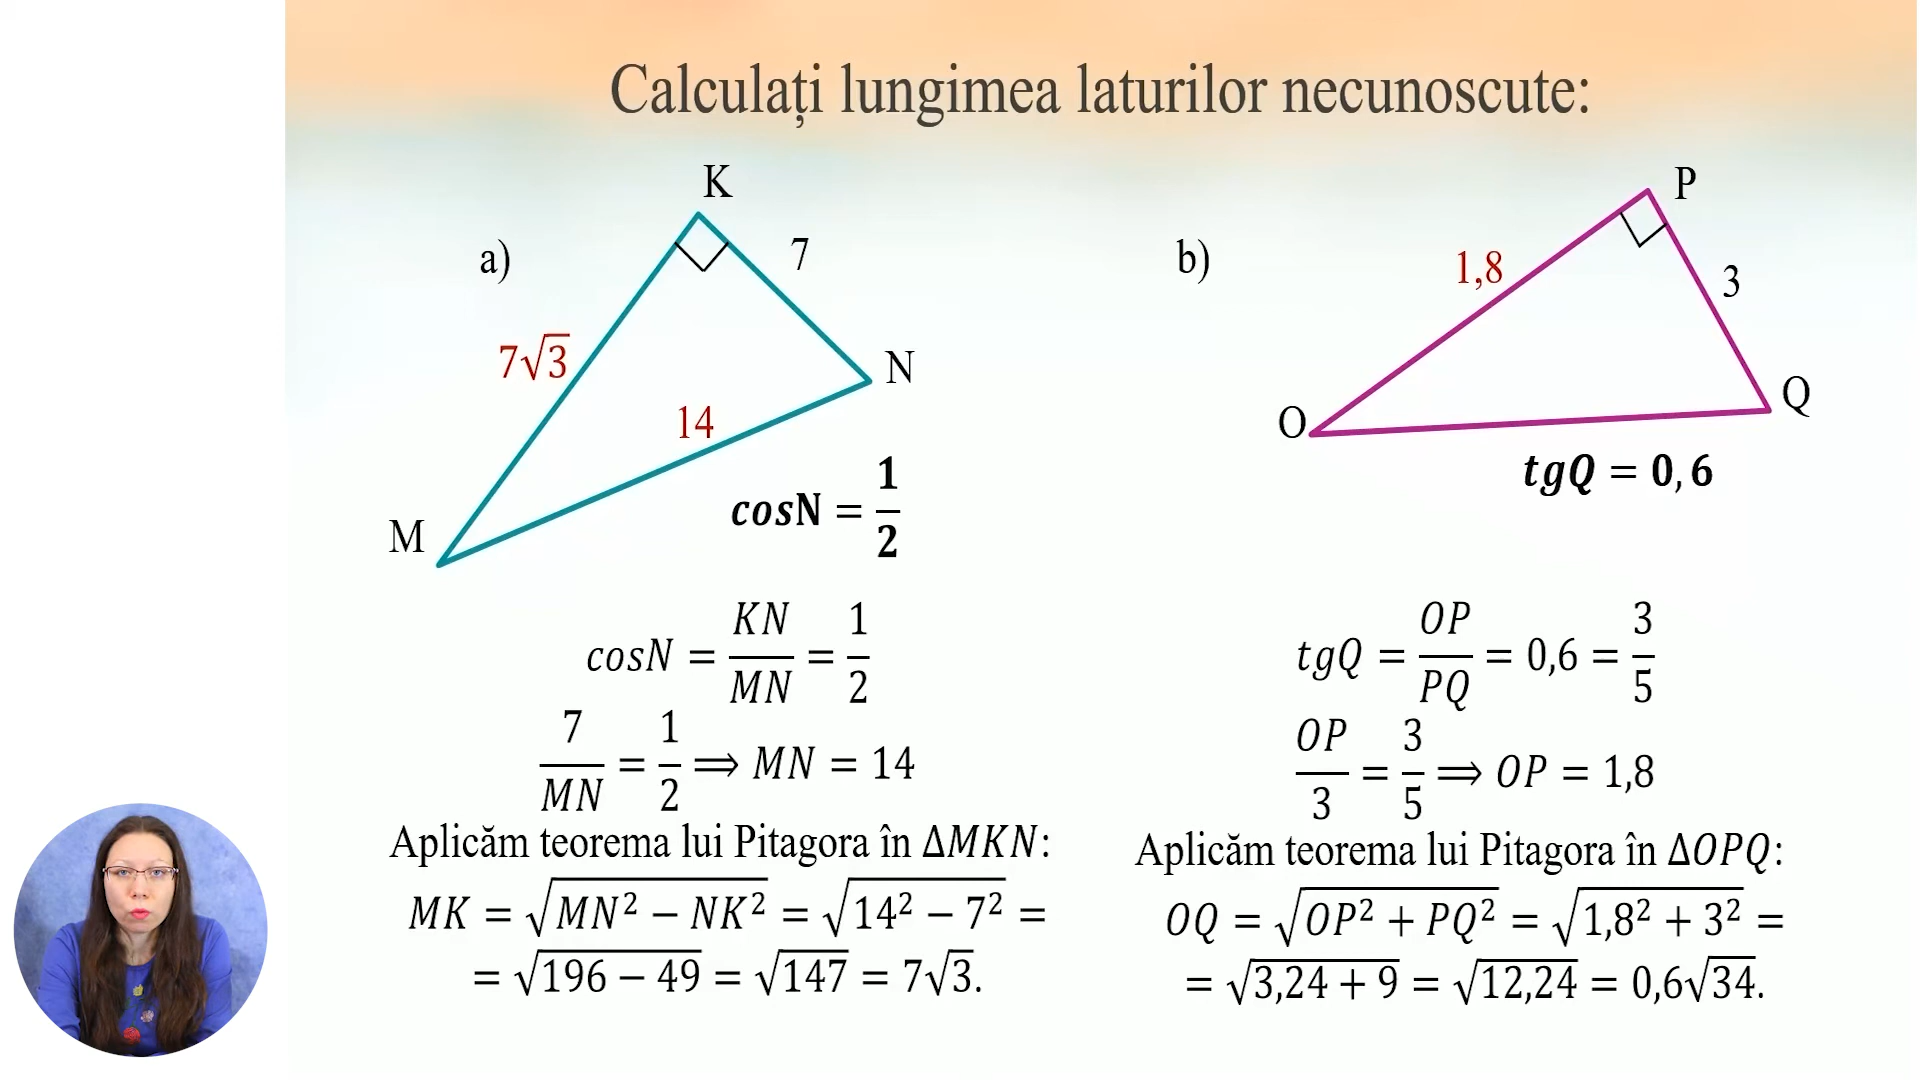 Calculați lungimea laturilor necunoscute:
a)
K
7
7√3
N
14
M
cosN = 1/2
cosN = KN/MN = 1/2
7/MN = 1/2 ⟹ MN = 14
Aplicăm teorema lui Pitagora în ΔMKN:
MK = √(MN² − NK²) = √(14² − 7²) =
= √(196 − 49) = √147 = 7√3.
b)
P
1,8
3
Q
O
tgQ = 0,6
tgQ = OP/PQ = 0,6 = 3/5
OP/3 = 3/5 ⟹ OP = 1,8
Aplicăm teorema lui Pitagora în ΔOPQ:
OQ = √(OP² + PQ²) = √(1,8² + 3²) =
= √(3,24 + 9) = √12,24 = 0,6√34.